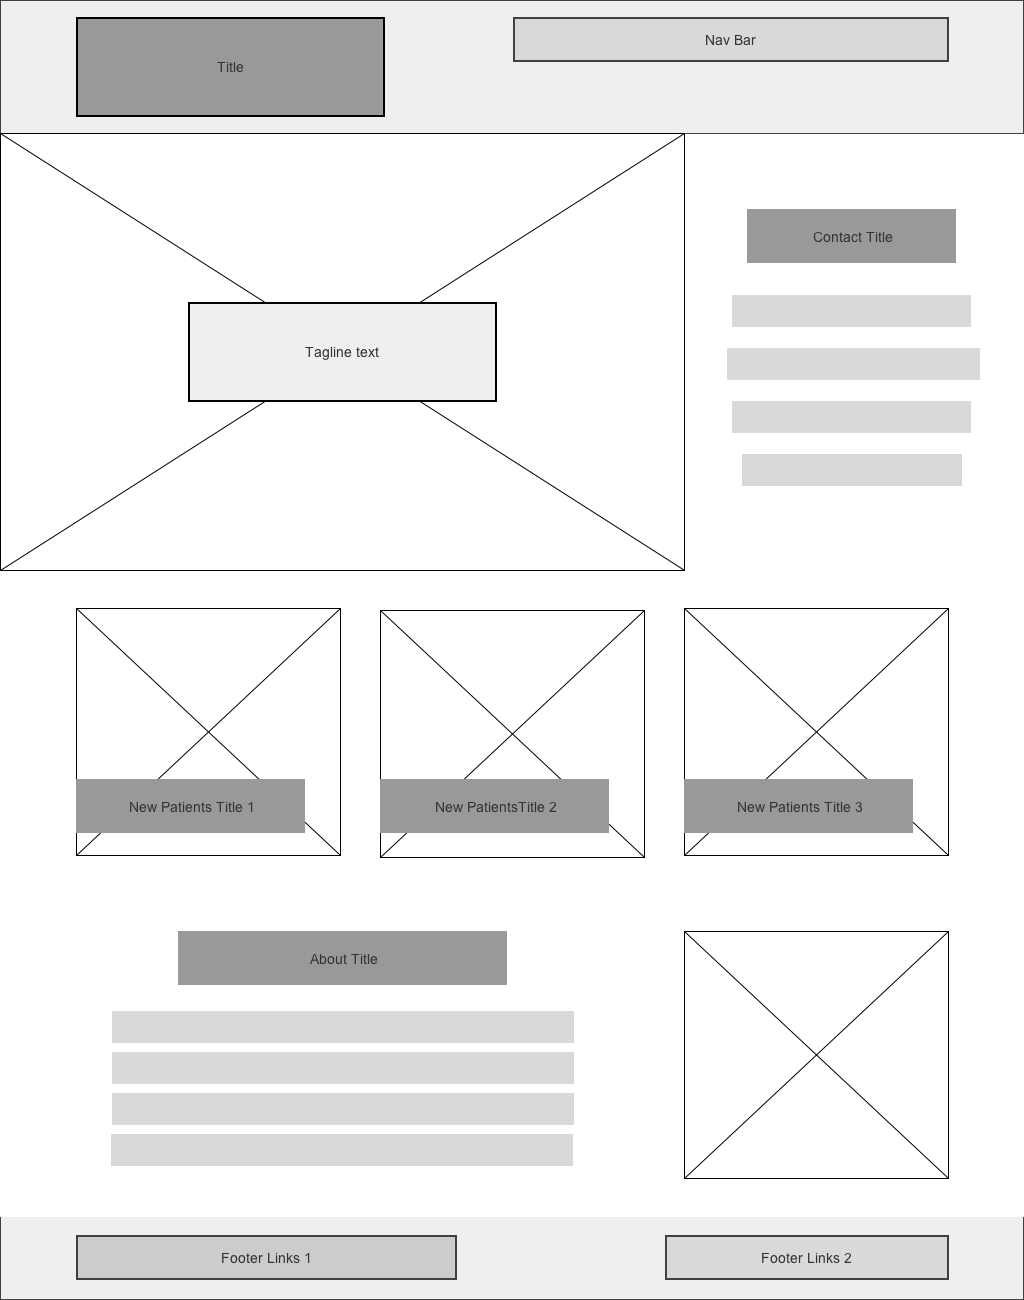 Title
Nav Bar
Contact Title
Tagline text
New Patients Title 1
New PatientsTitle 2
New Patients Title 3
About Title
Footer Links 1
Footer Links 2